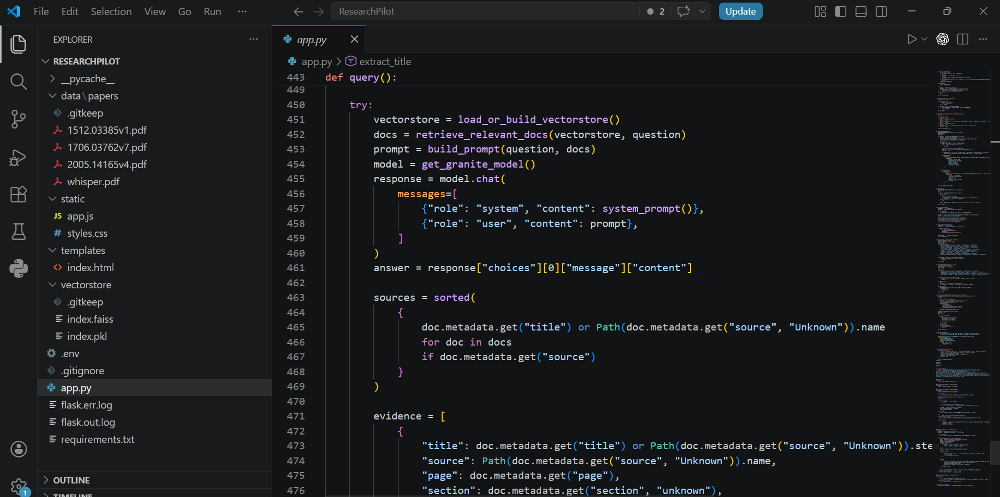 File Edit Selection View Go Run ···
ResearchPilot
2
Update
EXPLORER
RESEARCHPILOT
__pycache__
data\papers
.gitkeep
1512.03385v1.pdf
1706.03762v7.pdf
2005.14165v4.pdf
whisper.pdf
static
JS app.js
# styles.css
templates
<> index.html
vectorstore
.gitkeep
index.faiss
index.pkl
.env
.gitignore
app.py
flask.err.log
flask.out.log
requirements.txt
OUTLINE
TIMELINE
1
app.py
app.py > extract_title
443 def query():
449
450 try:
451 vectorstore = load_or_build_vectorstore()
452 docs = retrieve_relevant_docs(vectorstore, question)
453 prompt = build_prompt(question, docs)
454 model = get_granite_model()
455 response = model.chat(
456 messages=[
457 {"role": "system", "content": system_prompt()},
458 {"role": "user", "content": prompt},
459 ]
460 )
461 answer = response["choices"][0]["message"]["content"]
462
463 sources = sorted(
464 {
465 doc.metadata.get("title") or Path(doc.metadata.get("source", "Unknown")).name
466 for doc in docs
467 if doc.metadata.get("source")
468 }
469 )
470
471 evidence = [
472 {
473 "title": doc.metadata.get("title") or Path(doc.metadata.get("source", "Unknown")).stem
474 "source": Path(doc.metadata.get("source", "Unknown")).name,
475 "page": doc.metadata.get("page"),
476 "section": doc.metadata.get("section", "unknown"),